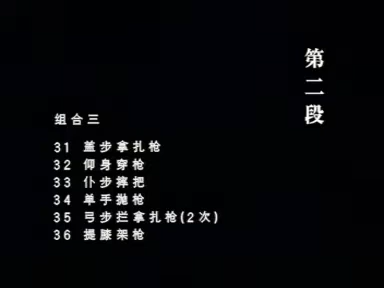 第二段
组合三
31 盖步拿扎枪
32 仰身穿枪
33 仆步摔把
34 单手抛枪
35 弓步拦拿扎枪(2次)
36 提膝架枪